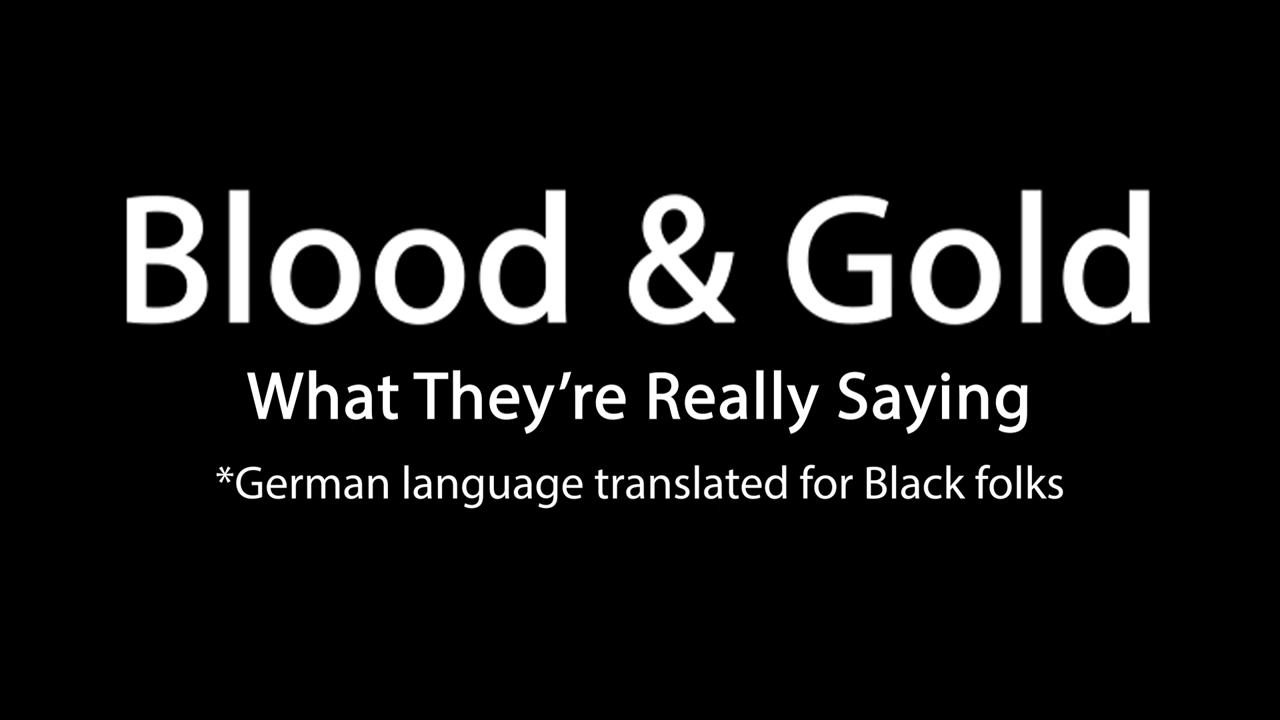 Blood & Gold
What They’re Really Saying
*German language translated for Black folks